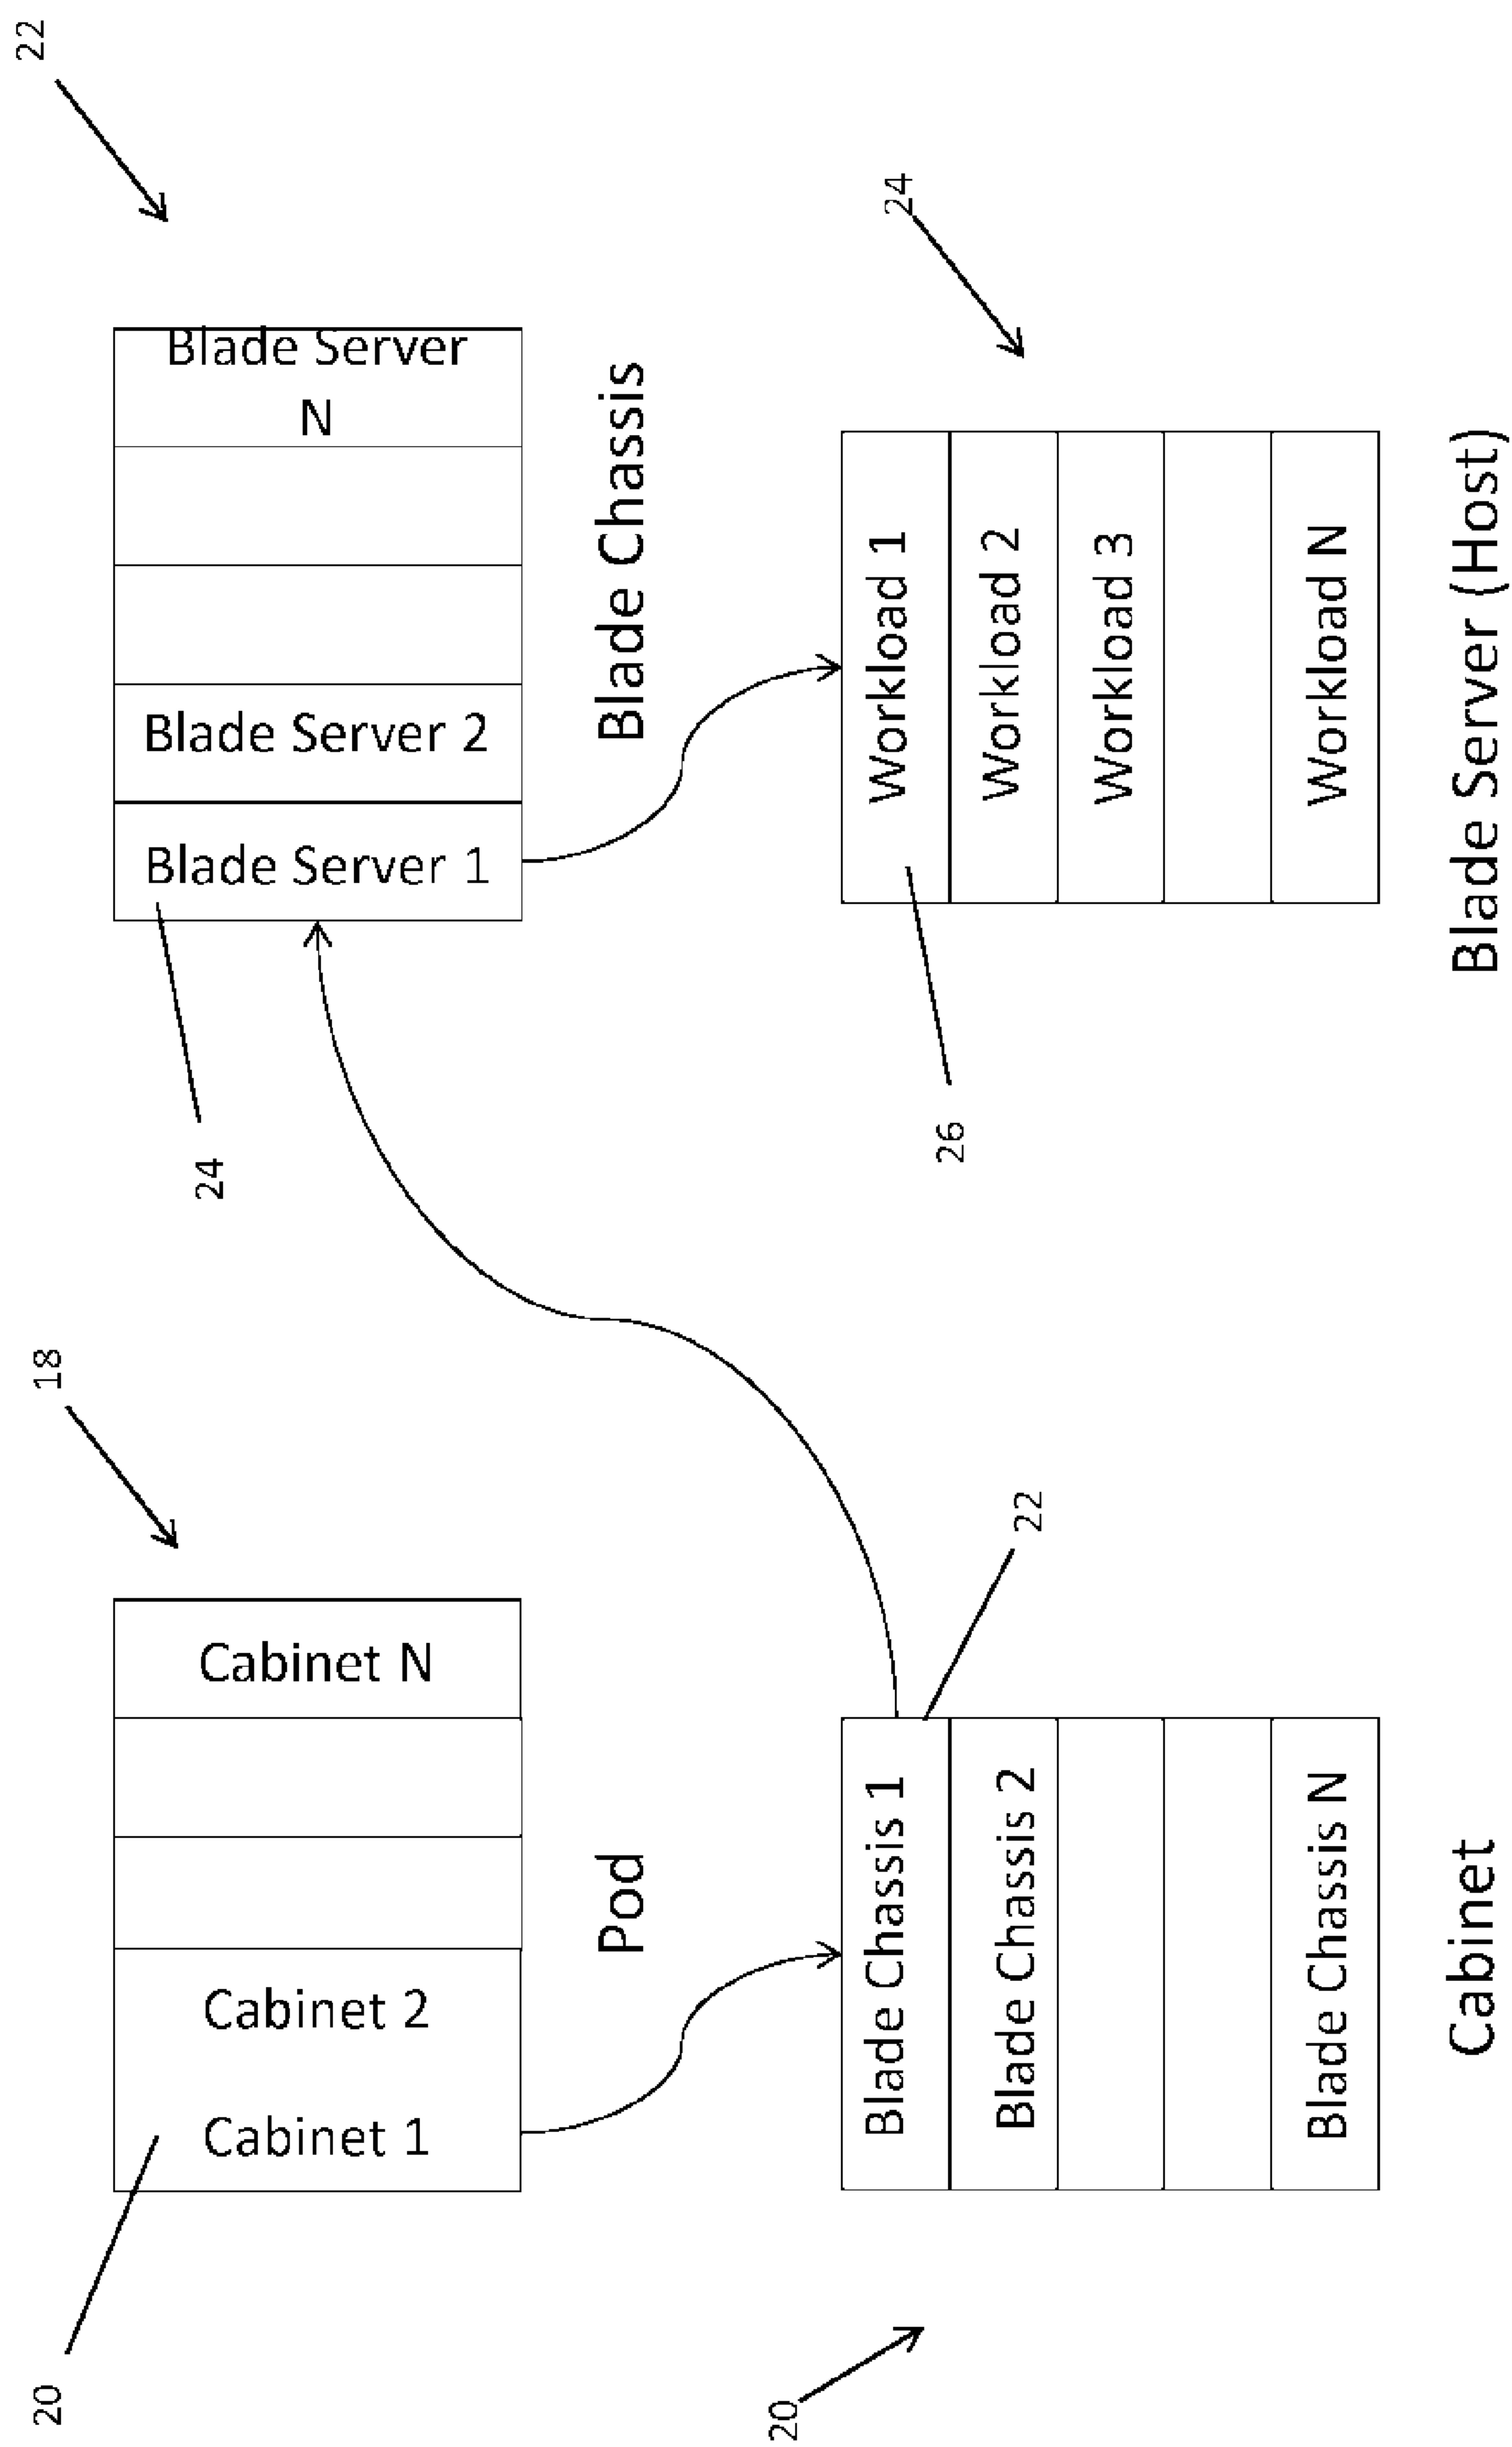 18
Cabinet 1
Cabinet 2
Cabinet N
20
Pod
20
Blade Chassis 1
Blade Chassis 2
Blade Chassis N
22
Cabinet
22
Blade Server 1
Blade Server 2
Blade Server
N
24
Blade Chassis
24
Workload 1
Workload 2
Workload 3
Workload N
26
Blade Server (Host)